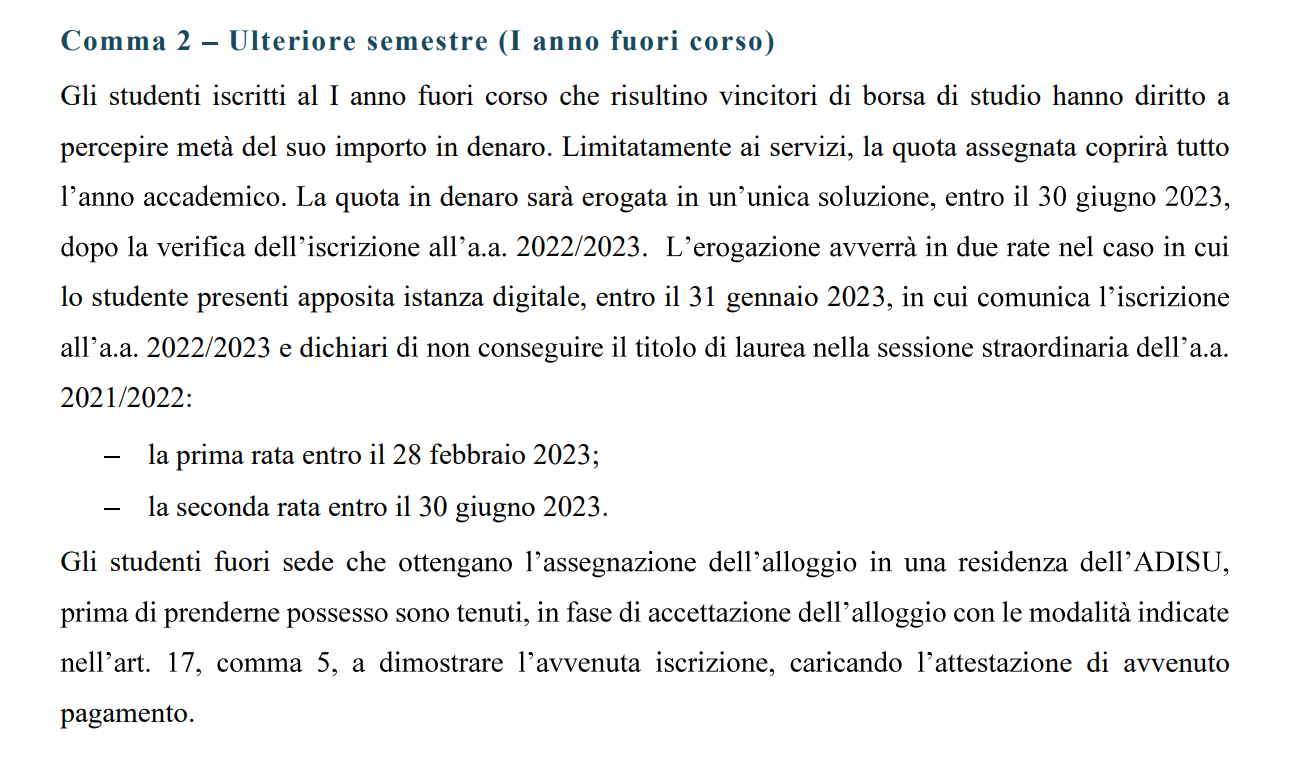 Comma 2 – Ulteriore semestre (I anno fuori corso)
Gli studenti iscritti al I anno fuori corso che risultino vincitori di borsa di studio hanno diritto a
percepire metà del suo importo in denaro. Limitatamente ai servizi, la quota assegnata coprirà tutto
l’anno accademico. La quota in denaro sarà erogata in un’unica soluzione, entro il 30 giugno 2023,
dopo la verifica dell’iscrizione all’a.a. 2022/2023.  L’erogazione avverrà in due rate nel caso in cui
lo studente presenti apposita istanza digitale, entro il 31 gennaio 2023, in cui comunica l’iscrizione
all’a.a. 2022/2023 e dichiari di non conseguire il titolo di laurea nella sessione straordinaria dell’a.a.
2021/2022:
– la prima rata entro il 28 febbraio 2023;
– la seconda rata entro il 30 giugno 2023.
Gli studenti fuori sede che ottengano l’assegnazione dell’alloggio in una residenza dell’ADISU,
prima di prenderne possesso sono tenuti, in fase di accettazione dell’alloggio con le modalità indicate
nell’art. 17, comma 5, a dimostrare l’avvenuta iscrizione, caricando l’attestazione di avvenuto
pagamento.